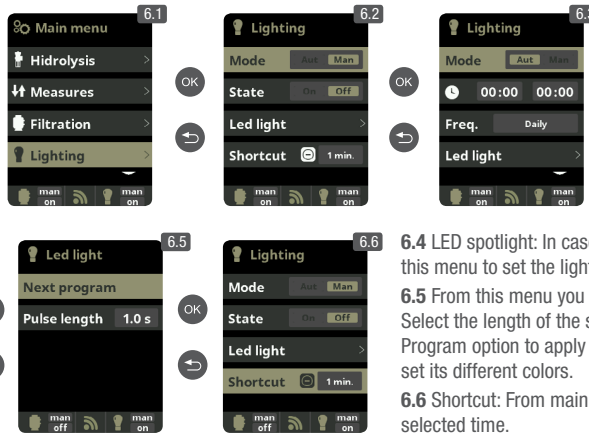 6.1
Main menu
Hidrolysis
Measures
Filtration
Lighting
man on
man on
OK
6.2
Lighting
Mode Aut Man
State On Off
Led light
Shortcut 1 min.
man on
man on
OK
6.3
Lighting
Mode Aut Man
00:00 00:00
Freq. Daily
Led light
man on
man on
6.5
Led light
Next program
Pulse length 1.0 s
man off
man on
OK
6.6
Lighting
Mode Aut Man
State On Off
Led light
Shortcut 1 min.
man off
man on
6.4 LED spotlight: In case
this menu to set the light
6.5 From this menu you
Select the length of the s
Program option to apply
set its different colors.
6.6 Shortcut: From main
selected time.